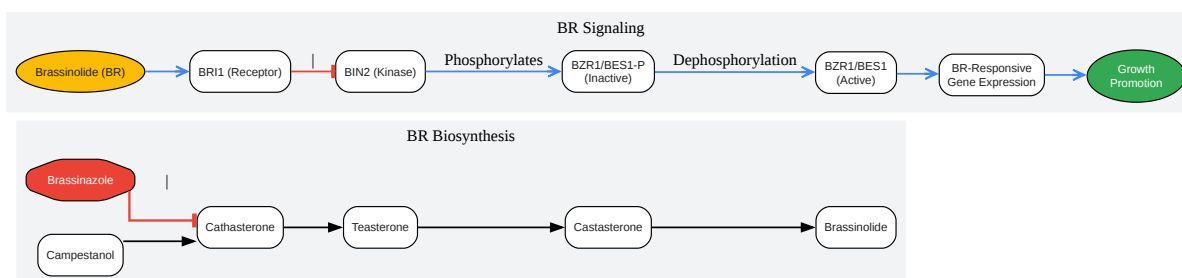 BR Signaling
Brassinolide (BR)
BRI1 (Receptor)
|
BIN2 (Kinase)
Phosphorylates
BZR1/BES1-P
(Inactive)
Dephosphorylation
BZR1/BES1
(Active)
BR-Responsive
Gene Expression
Growth
Promotion
BR Biosynthesis
Brassinazole
|
Campestanol
Cathasterone
Teasterone
Castasterone
Brassinolide